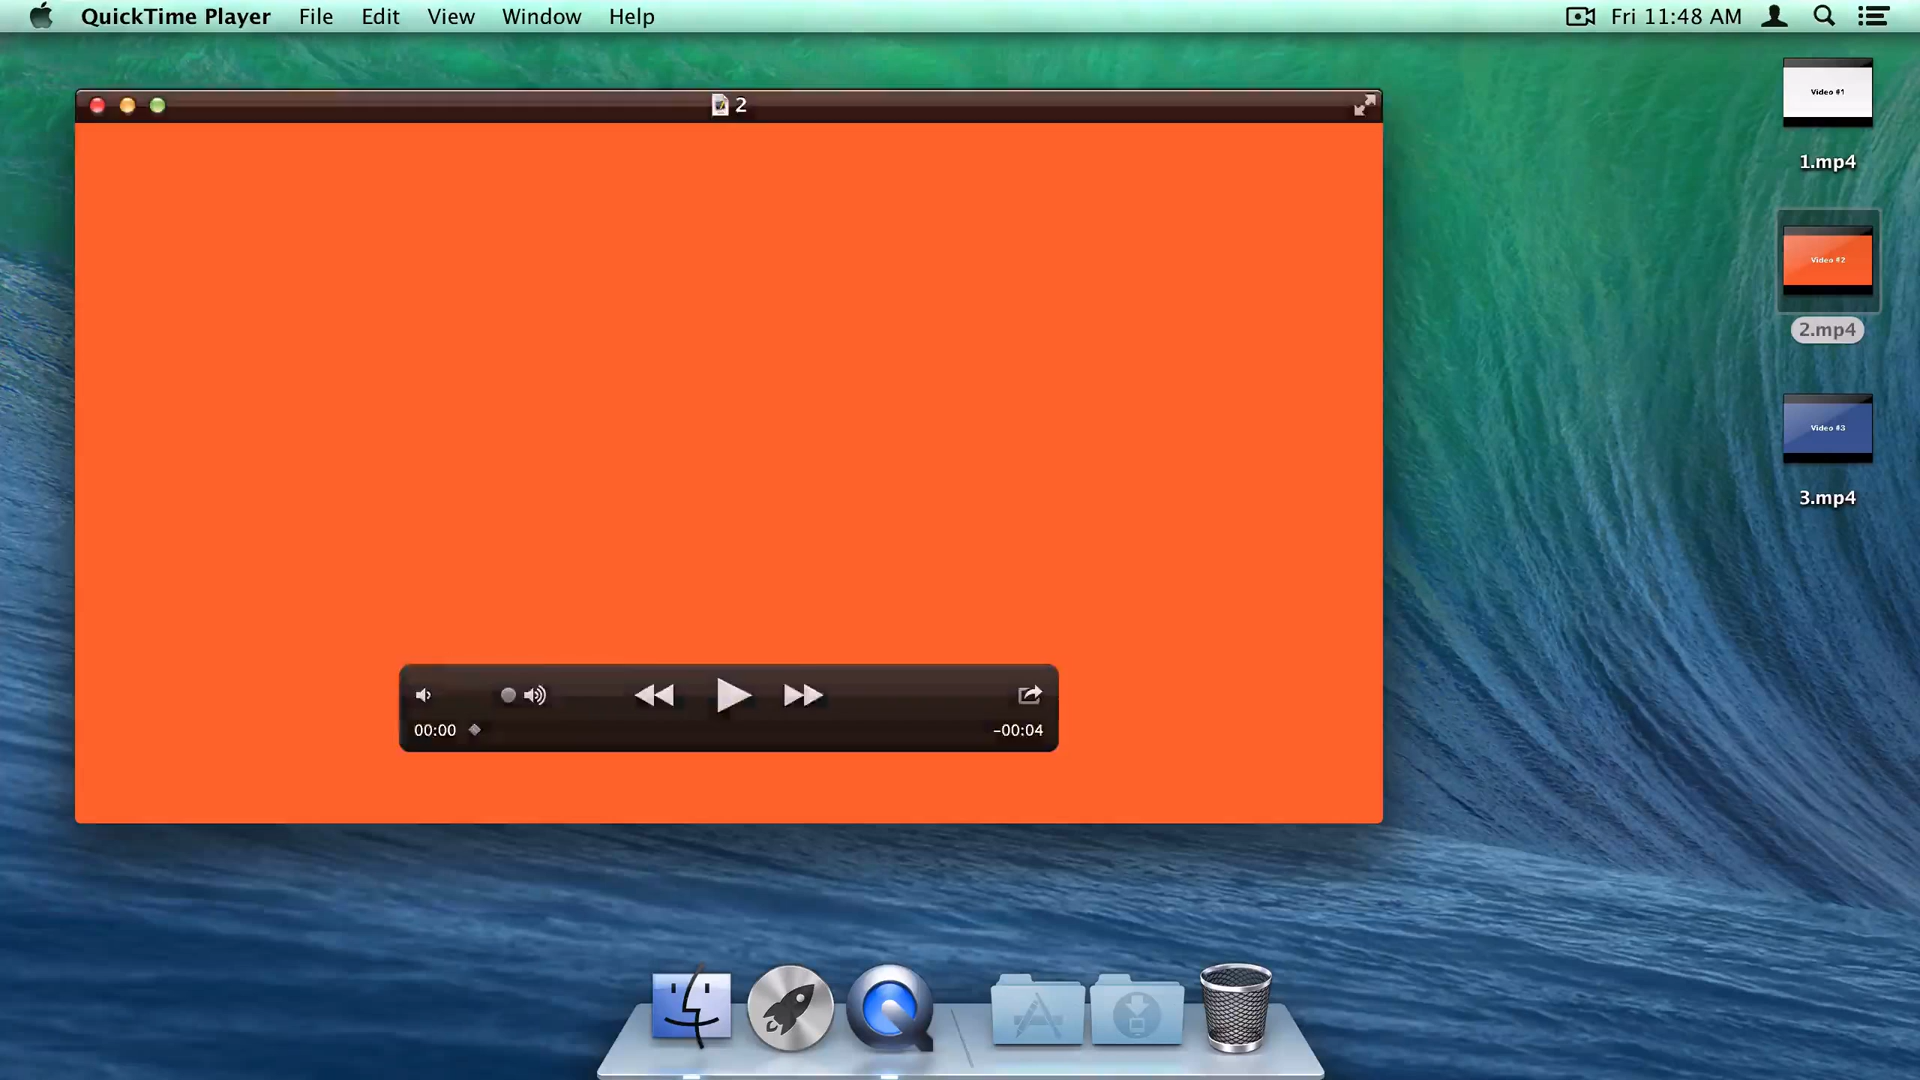 QuickTime Player File Edit View Window Help Fri 11:48 AM
2
Video #1
1.mp4
Video #2
2.mp4
Video #3
3.mp4
00:00 -00:04